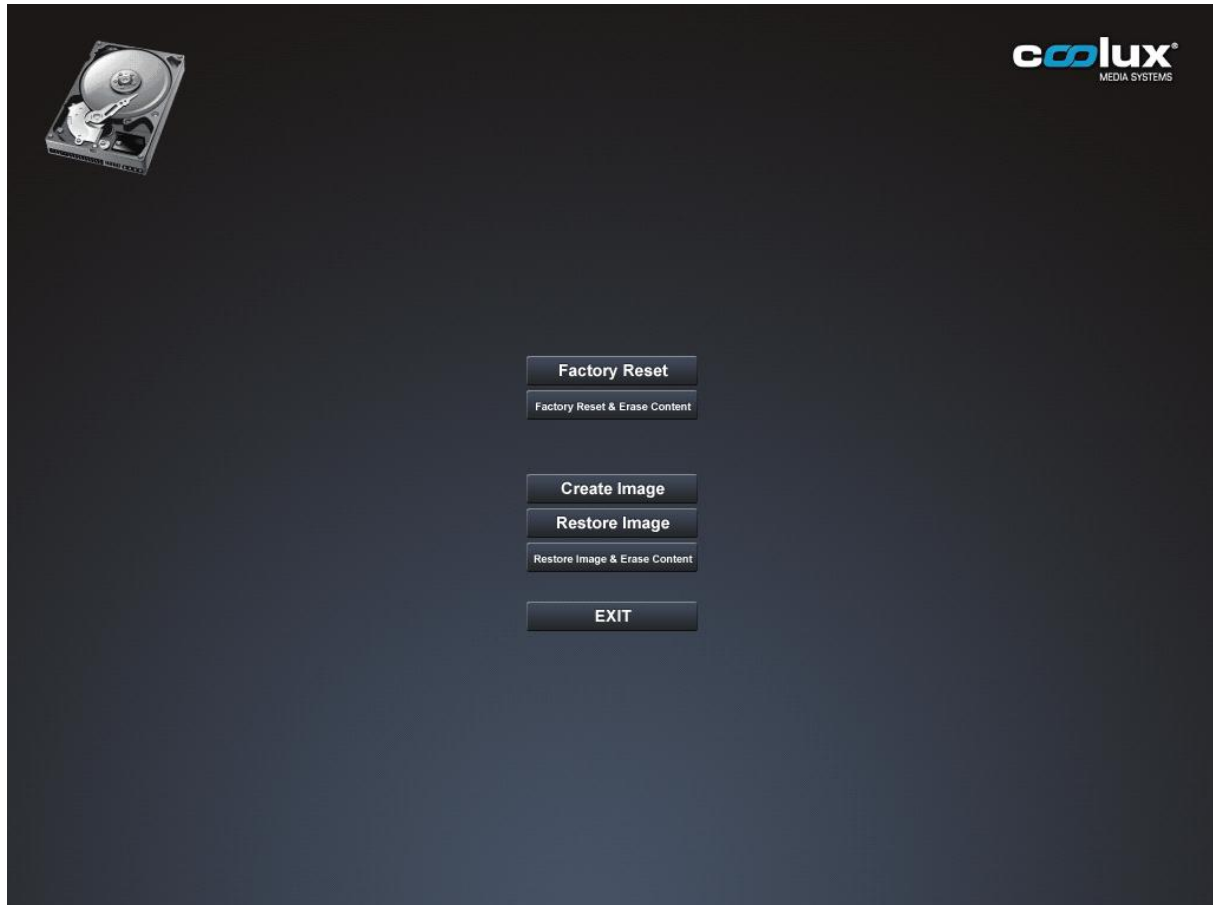 coolux®
MEDIA SYSTEMS
Factory Reset
Factory Reset & Erase Content
Create Image
Restore Image
Restore Image & Erase Content
EXIT